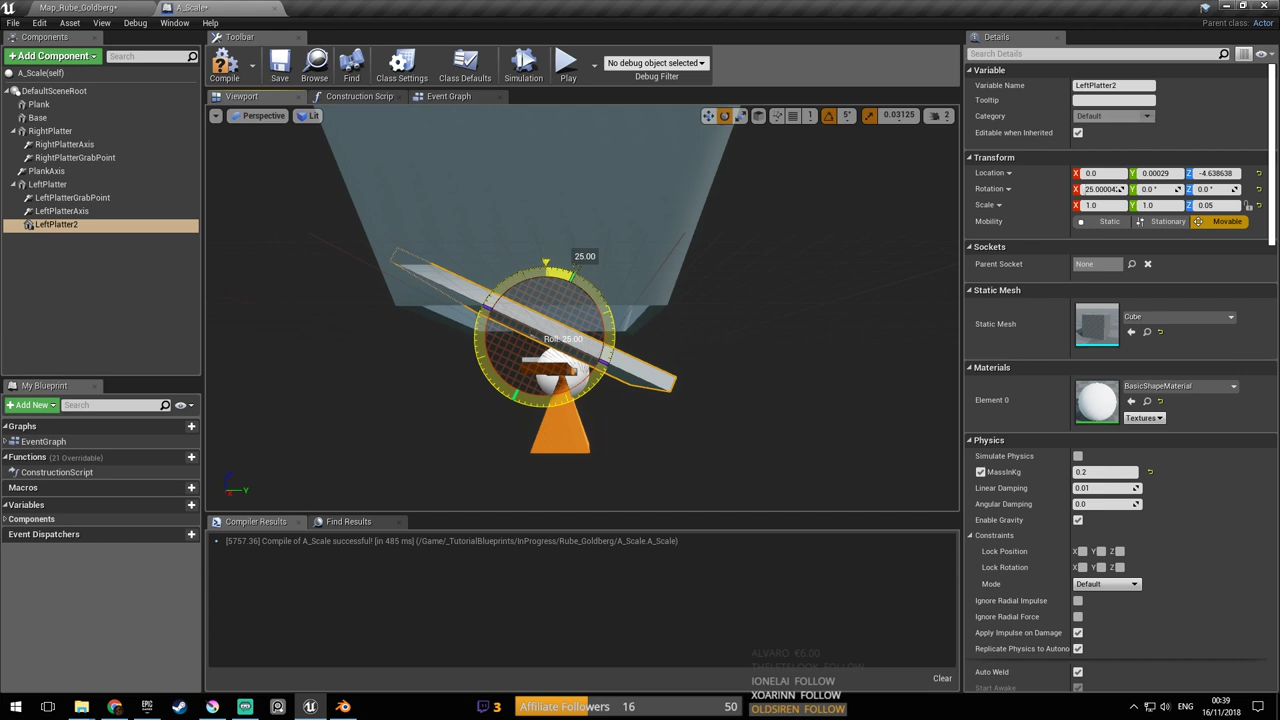 Map_Rube_Goldberg*
A_Scale*
File Edit Asset View Debug Window Help
Parent class: Actor
Components
Toolbar
Details
Add Component
Search
Search Details
A_Scale(self)
Compile
Save
Browse
Find
Class Settings
Class Defaults
Simulation
Play
No debug object selected
Debug Filter
DefaultSceneRoot
Plank
Base
RightPlatter
RightPlatterAxis
RightPlatterGrabPoint
PlankAxis
LeftPlatter
LeftPlatterGrabPoint
LeftPlatterAxis
LeftPlatter2
Viewport
Construction Scrip
Event Graph
Perspective
Lit
1
5°
0.03125
2
25.00
Roll: 25.00
X
Y
Variable
Variable Name LeftPlatter2
Tooltip
Category Default
Editable when Inherited
Transform
Location X 0.0 Y 0.00029 Z -4.638638
Rotation X 25.00004 Y 0.0 ° Z 0.0 °
Scale X 1.0 Y 1.0 Z 0.05
Mobility Static Stationary Movable
Sockets
Parent Socket None
Static Mesh
Static Mesh Cube
Materials
Element 0 BasicShapeMaterial
Textures
Physics
Simulate Physics
MassInKg 0.2
Linear Damping 0.01
Angular Damping 0.0
Enable Gravity
Constraints
Lock Position X Y Z
Lock Rotation X Y Z
Mode Default
Ignore Radial Impulse
Ignore Radial Force
Apply Impulse on Damage
Replicate Physics to Autono
Auto Weld
Start Awake
My Blueprint
Add New
Search
Graphs
EventGraph
Functions (21 Overridable)
ConstructionScript
Macros
Variables
Components
Event Dispatchers
Compiler Results
Find Results
[5757.36] Compile of A_Scale successful! [in 485 ms] (/Game/_TutorialBlueprints/InProgress/Rube_Goldberg/A_Scale.A_Scale)
Clear
ALVARO €6.00
IONELAI FOLLOW
XOARINN FOLLOW
OLDSIREN FOLLOW
3
Affiliate Followers 16 50
00:39
16/11/2018